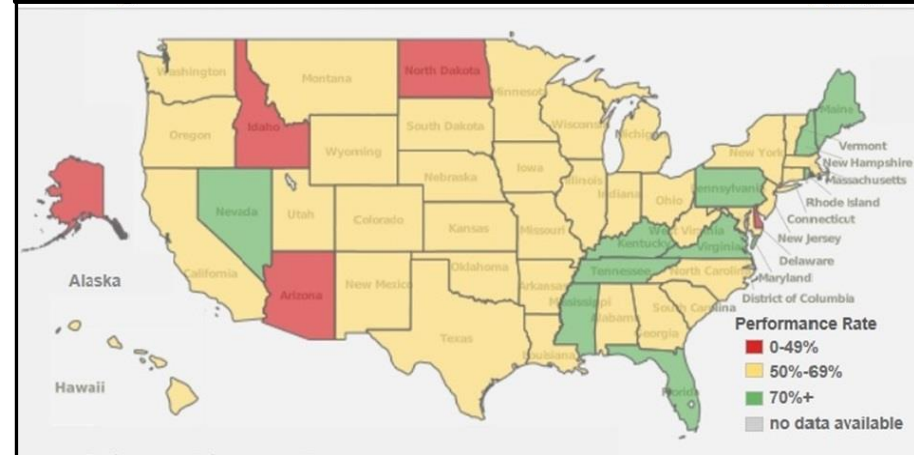 Washington
Montana
North Dakota
Minnesot
Maine
Oregon
Idaho
South Dakota
Wisconsin
Michig
Wyoming
New York
Vermont
New Hampshire
Massachusetts
Rhode Island
Connecticut
New Jersey
Delaware
Maryland
District of Columbia
Nevada
Utah
Colorado
Nebraska
Iowa
Illinois
Indiana
Ohio
Pennsylvania
California
Kansas
Missouri
Kentucky
West Virginia
Virginia
Arizona
New Mexico
Oklahoma
Arkansas
Tennessee
North Carolina
Texas
Louisiana
Mississippi
Alabama
Georgia
South Carolina
Florida
Alaska
Hawaii
Performance Rate
0-49%
50%-69%
70%+
no data available